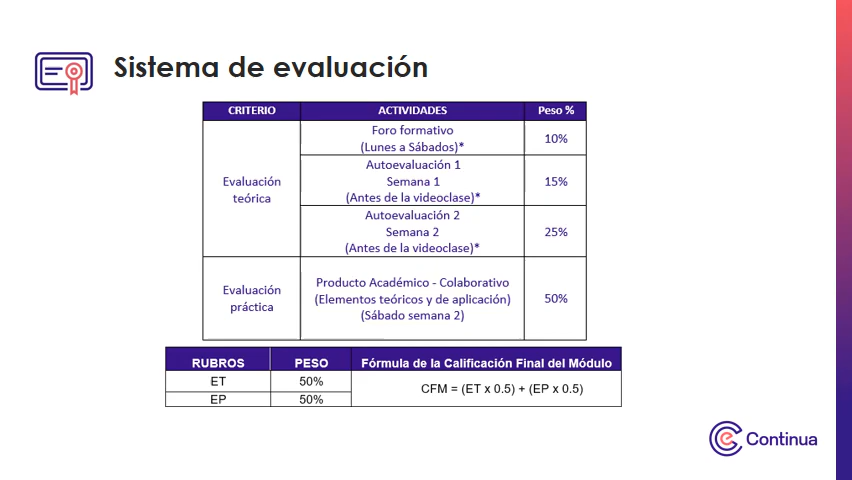 Sistema de evaluación
CRITERIO ACTIVIDADES Peso %
Evaluación
teórica
Foro formativo
(Lunes a Sábados)*
10%
Autoevaluación 1
Semana 1
(Antes de la videoclase)*
15%
Autoevaluación 2
Semana 2
(Antes de la videoclase)*
25%
Evaluación
práctica
Producto Académico - Colaborativo
(Elementos teóricos y de aplicación)
(Sábado semana 2)
50%
RUBROS PESO Fórmula de la Calificación Final del Módulo
ET 50%
EP 50%
CFM = (ET x 0.5) + (EP x 0.5)
Continua